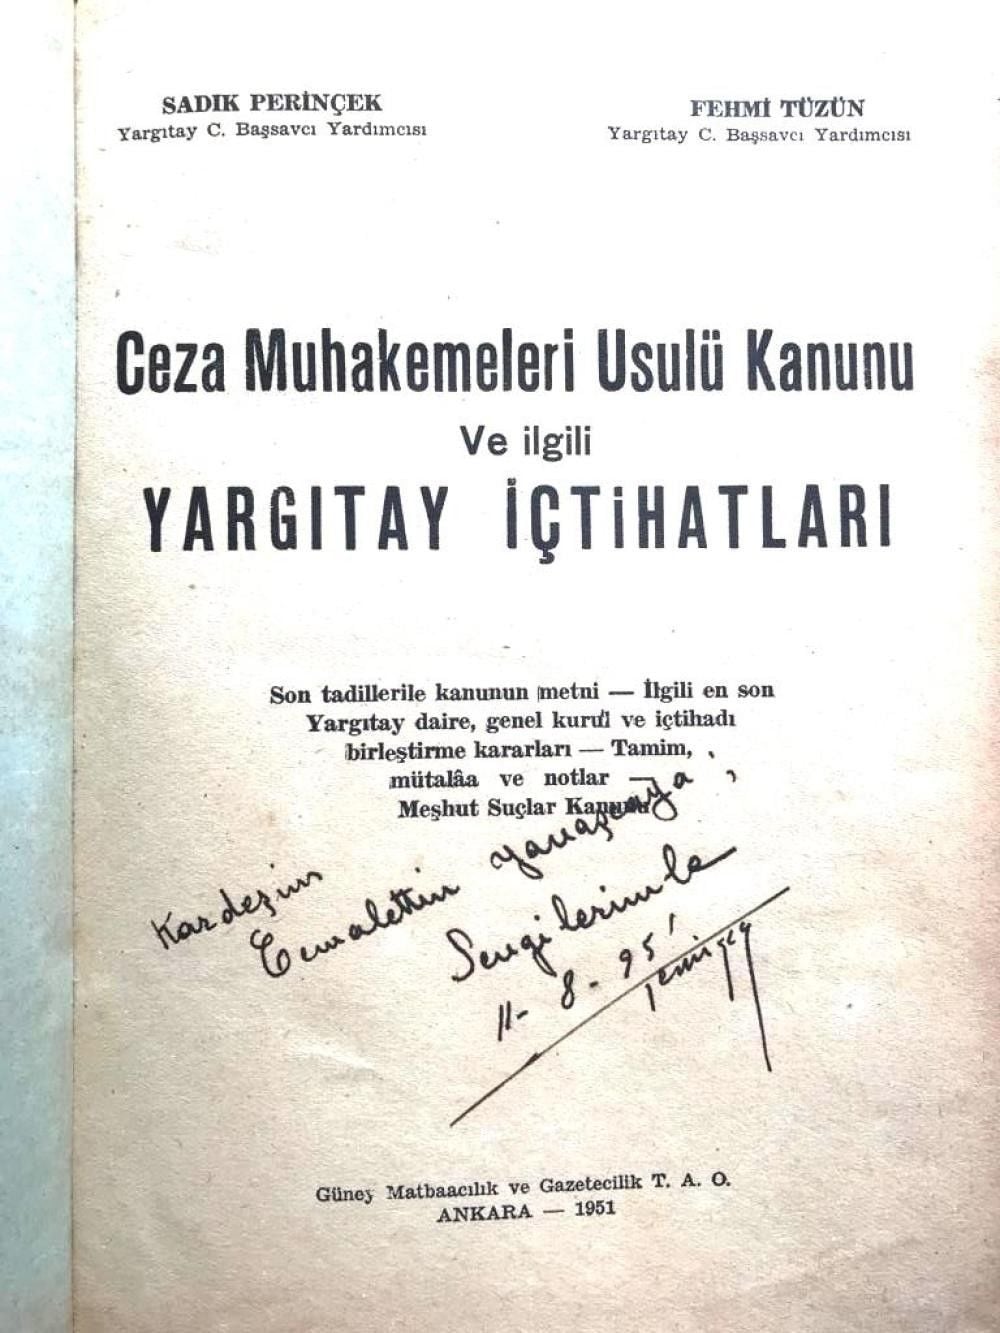 SADIK PERİNÇEK
Yargıtay C. Başsavcı Yardımcısı
FEHMİ TÜZÜN
Yargıtay C. Başsavcı Yardımcısı
Ceza Muhakemeleri Usulü Kanunu
Ve ilgili
YARGITAY İÇTİHATLARI
Son tadillerile kanunun metni — İlgili en son
Yargıtay daire, genel kurul ve içtihadı
birleştirme kararları — Tamim,
mütalâa ve notlar —
Meşhut Suçlar Kanunu
Kardeşim
Cemalettin
Sevgilerimle
11-8-95
Güneş Matbaacılık ve Gazetecilik T. A. O.
ANKARA — 1951